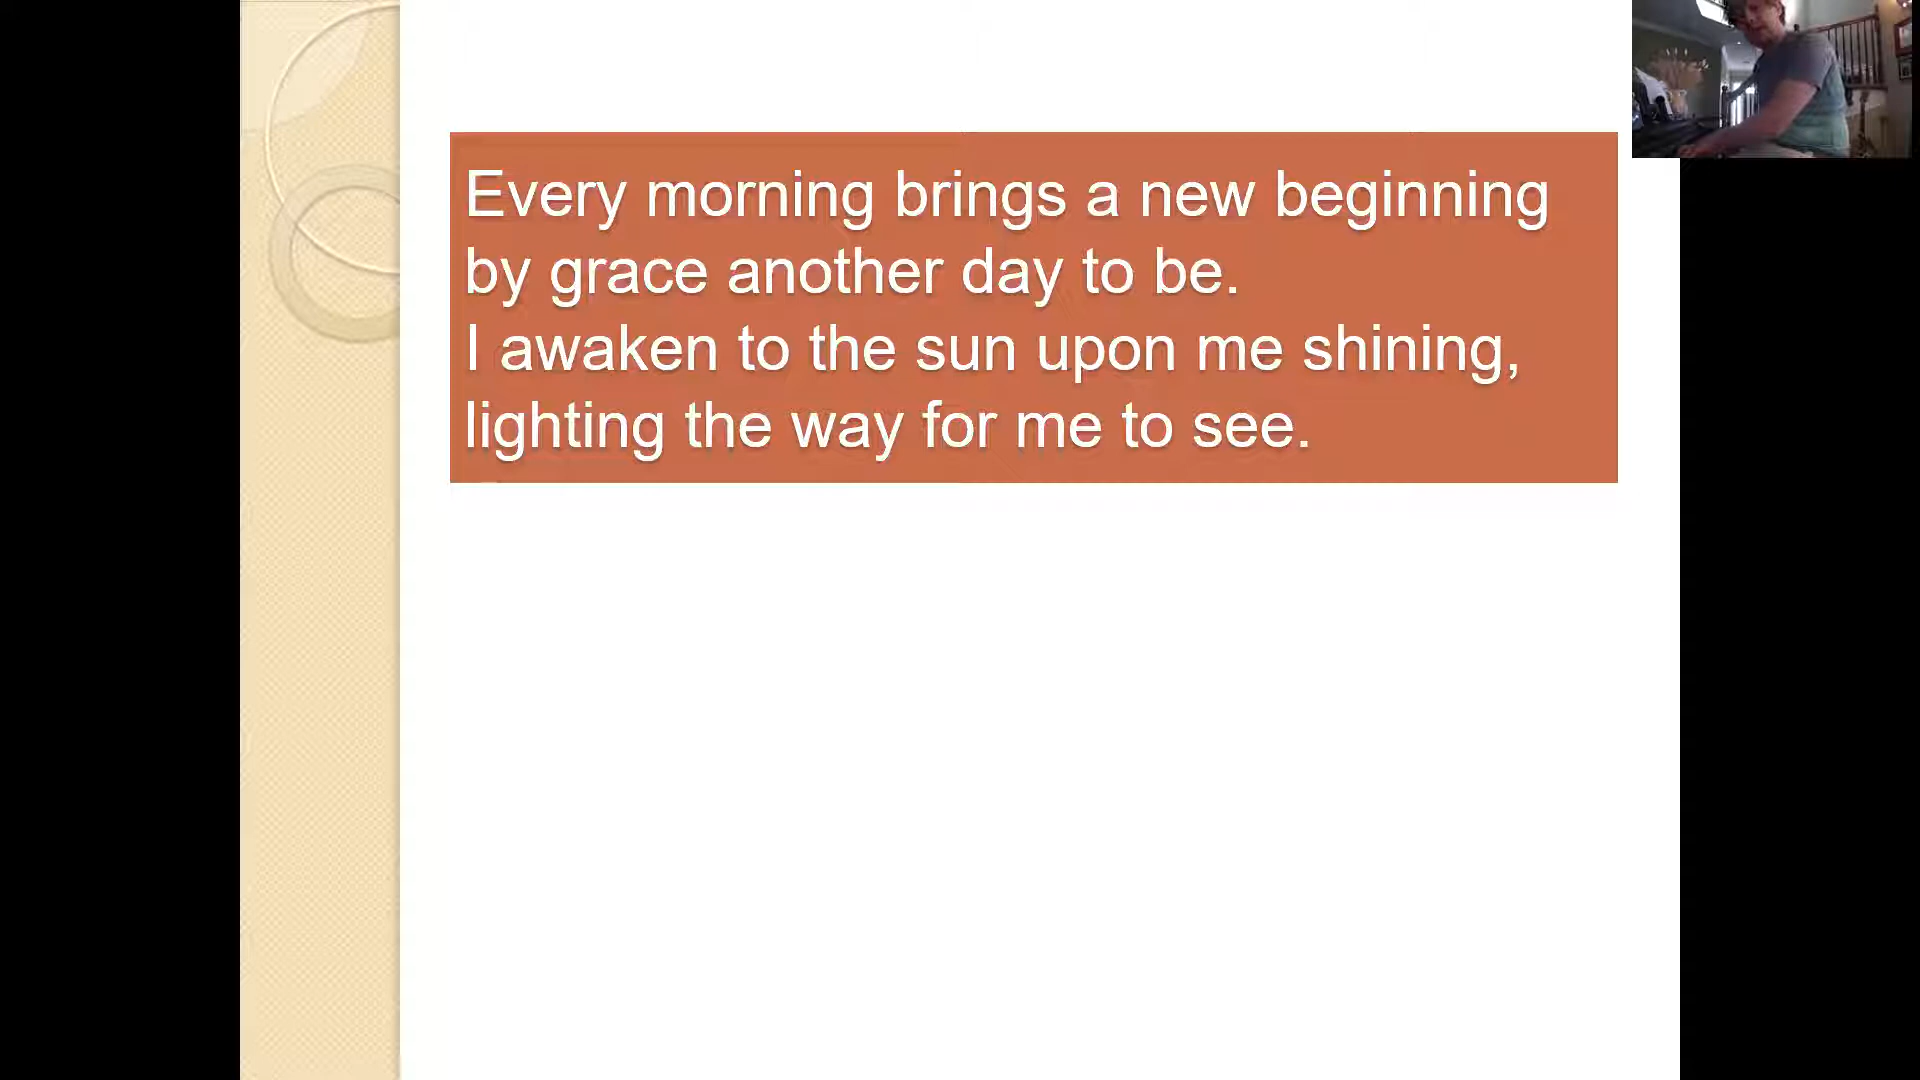 Every morning brings a new beginning
by grace another day to be.
I awaken to the sun upon me shining,
lighting the way for me to see.